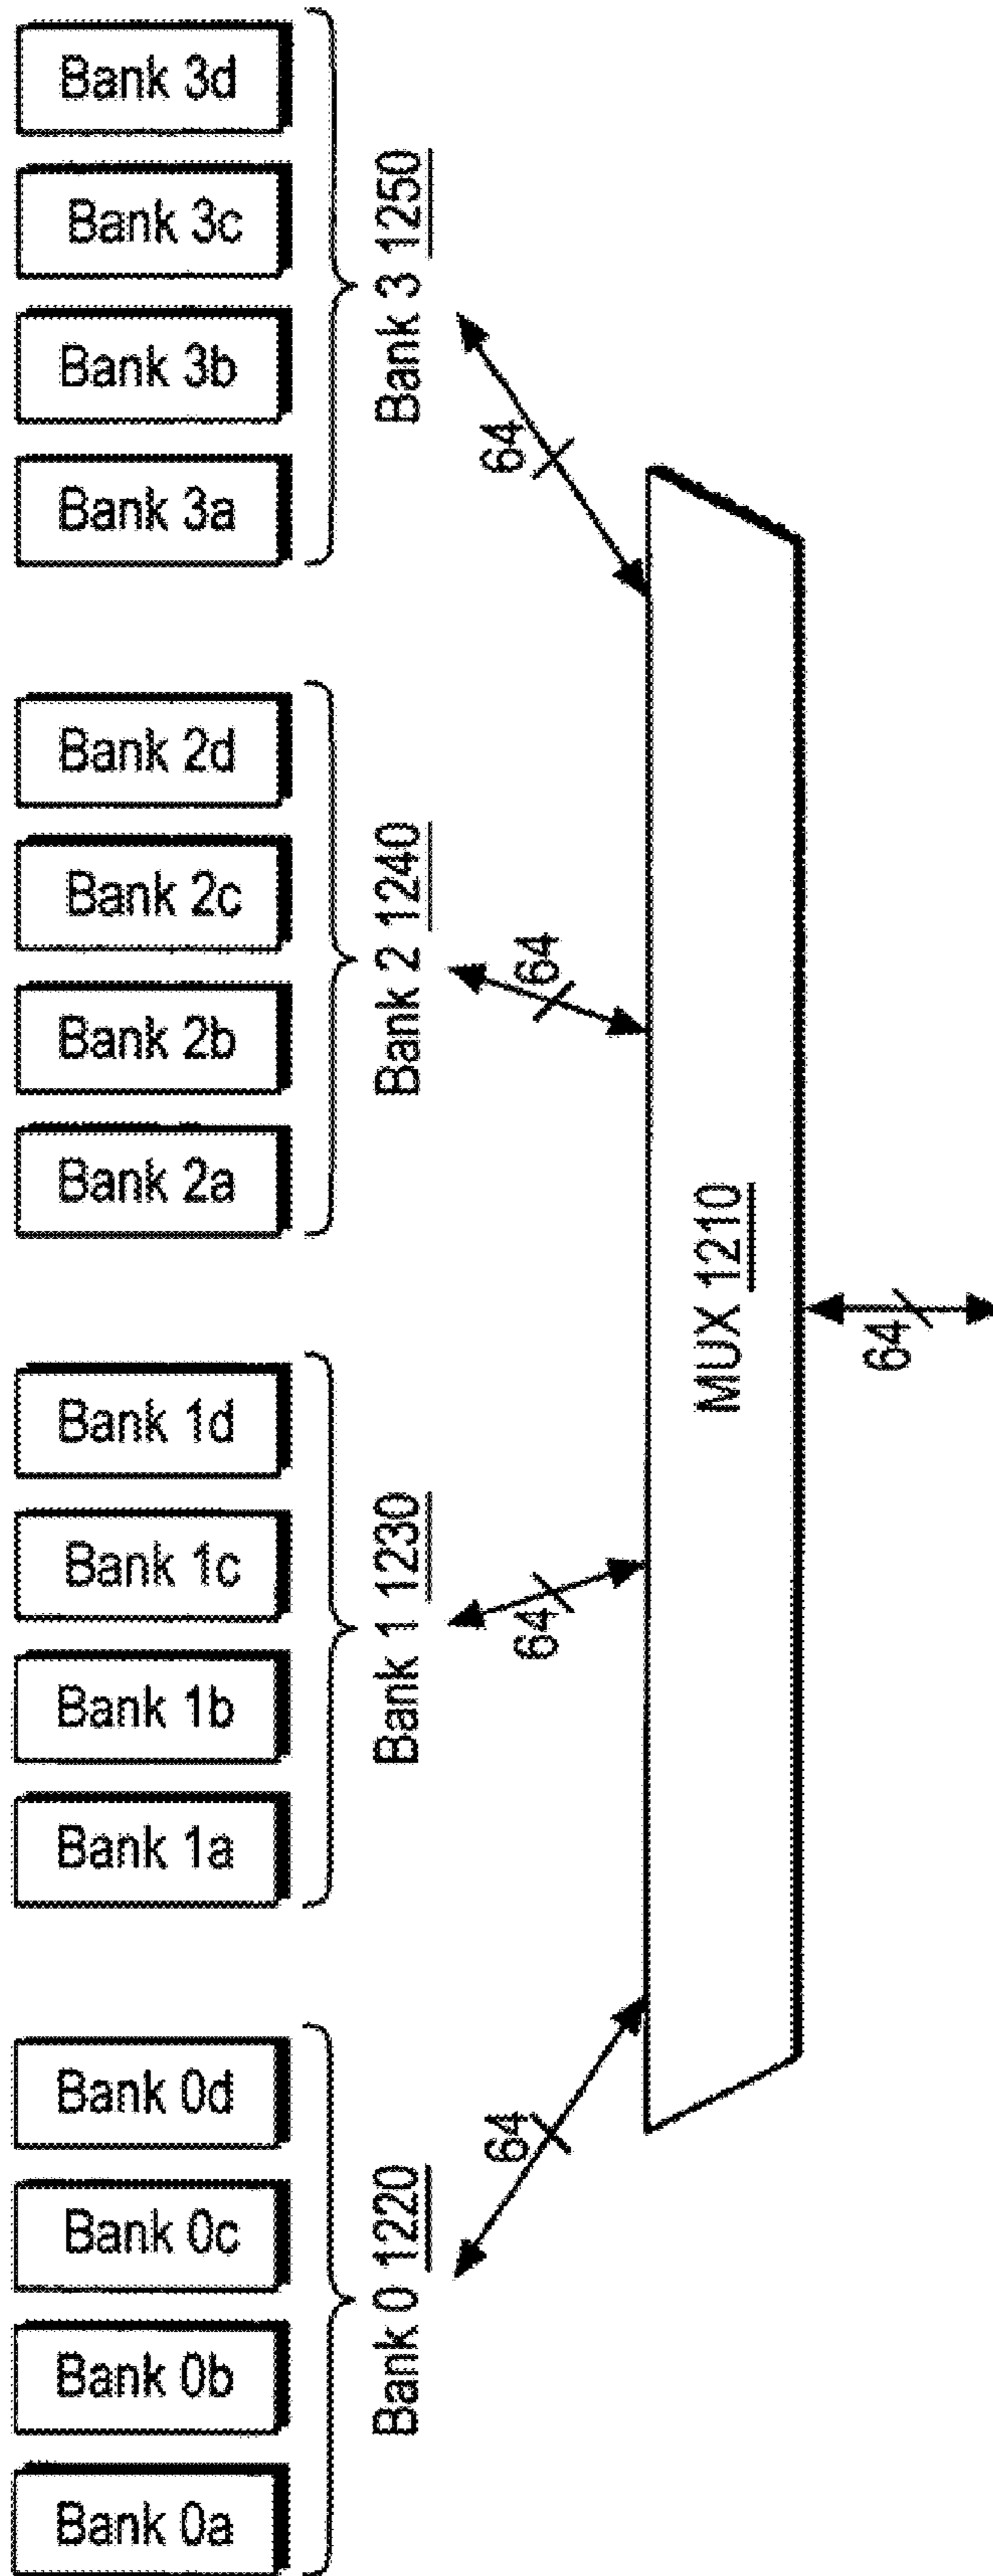 Bank 3d
Bank 3c
Bank 3b
Bank 3a
Bank 3 1250
64
Bank 2d
Bank 2c
Bank 2b
Bank 2a
Bank 2 1240
64
Bank 1d
Bank 1c
Bank 1b
Bank 1a
Bank 1 1230
64
Bank 0d
Bank 0c
Bank 0b
Bank 0a
Bank 0 1220
64
MUX 1210
64